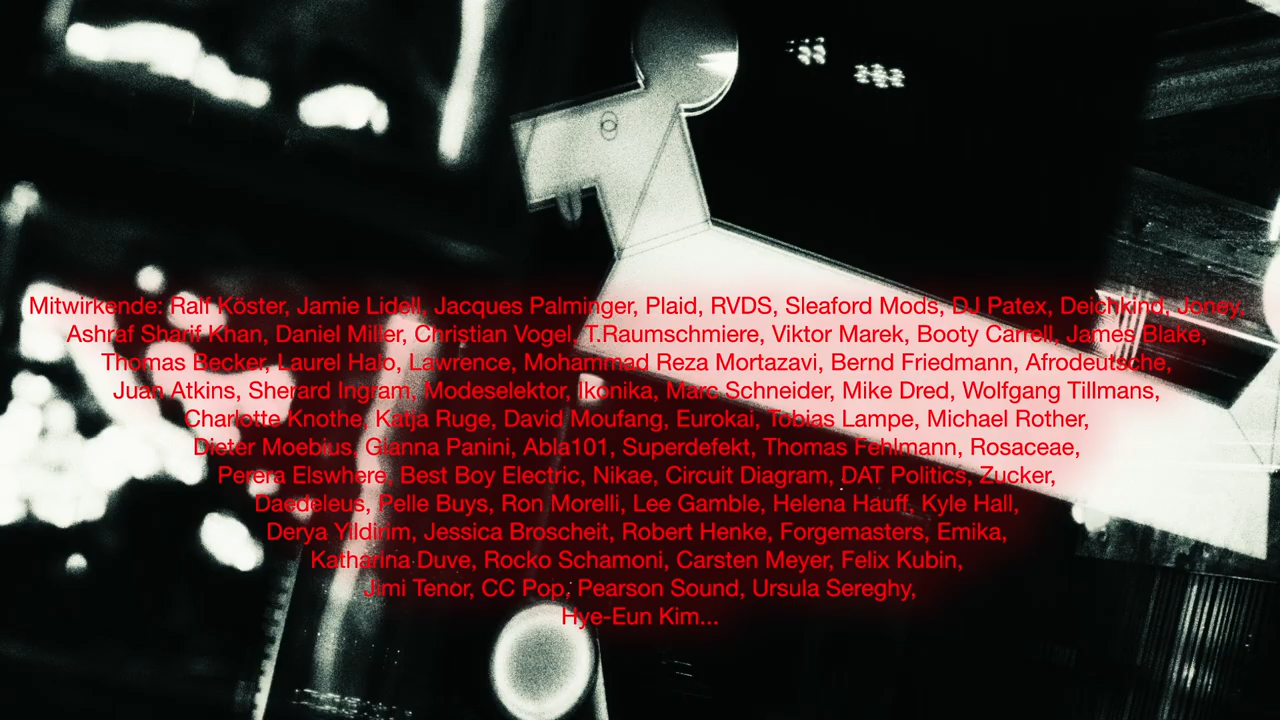 Mitwirkende: Ralf Köster, Jamie Lidell, Jacques Palminger, Plaid, RVDS, Sleaford Mods, DJ Patex, Deichkind, Joney,
Ashraf Sharif Khan, Daniel Miller, Christian Vogel, T.Raumschmiere, Viktor Marek, Booty Carrell, James Blake,
Thomas Becker, Laurel Halo, Lawrence, Mohammad Reza Mortazavi, Bernd Friedmann, Afrodeutsche,
Juan Atkins, Sherard Ingram, Modeselektor, Ikonika, Marc Schneider, Mike Dred, Wolfgang Tillmans,
Charlotte Knothe, Katja Ruge, David Moufang, Eurokai, Tobias Lampe, Michael Rother,
Dieter Moebius, Gianna Panini, Abla101, Superdefekt, Thomas Fehlmann, Rosaceae,
Perera Elswhere, Best Boy Electric, Nikae, Circuit Diagram, DAT Politics, Zucker,
Daedeleus, Pelle Buys, Ron Morelli, Lee Gamble, Helena Hauff, Kyle Hall,
Derya Yildirim, Jessica Broscheit, Robert Henke, Forgemasters, Emika,
Katharina Duve, Rocko Schamoni, Carsten Meyer, Felix Kubin,
Jimi Tenor, CC Pop, Pearson Sound, Ursula Sereghy,
Hye-Eun Kim...